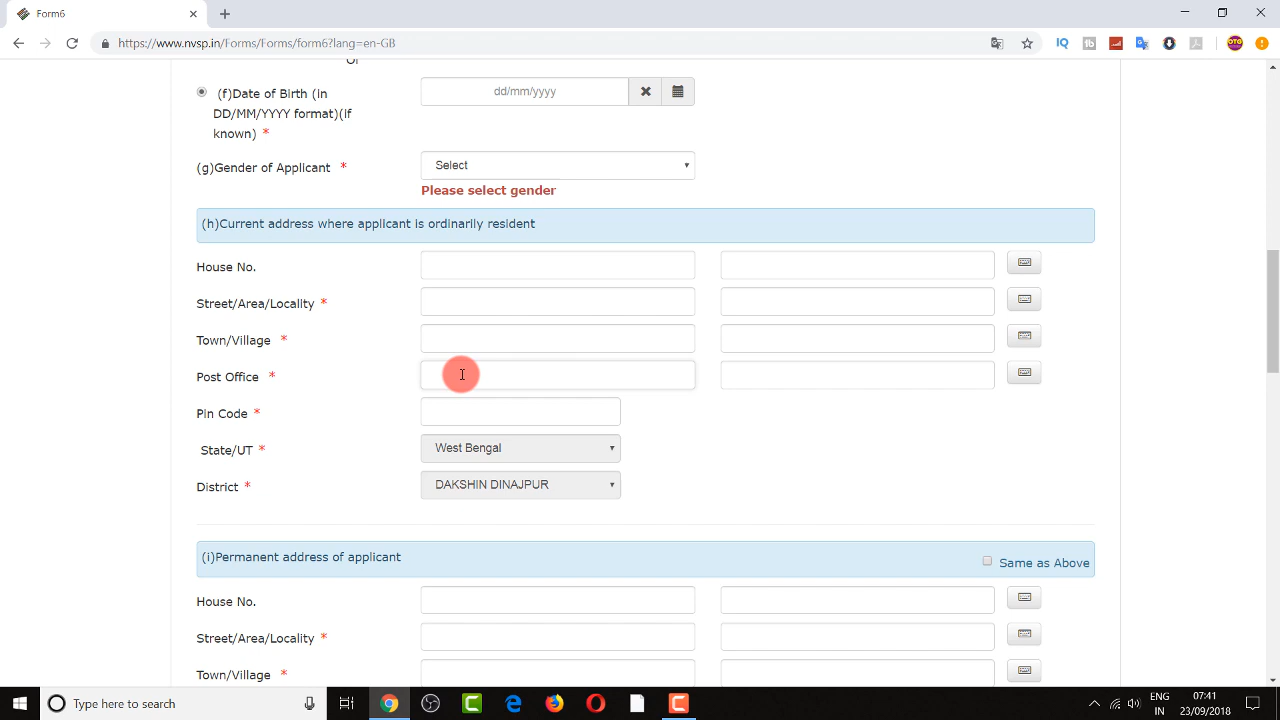 Form6
https://www.nvsp.in/Forms/Forms/form6?lang=en-GB
(f)Date of Birth (in
DD/MM/YYYY format)(if
known) *
dd/mm/yyyy
(g)Gender of Applicant *
Select
Please select gender
(h)Current address where applicant is ordinarily resident
House No.
Street/Area/Locality *
Town/Village *
Post Office *
Pin Code *
State/UT *
West Bengal
District *
DAKSHIN DINAJPUR
(i)Permanent address of applicant
Same as Above
House No.
Street/Area/Locality *
Town/Village *
Type here to search
ENG
IN
07:41
23/09/2018